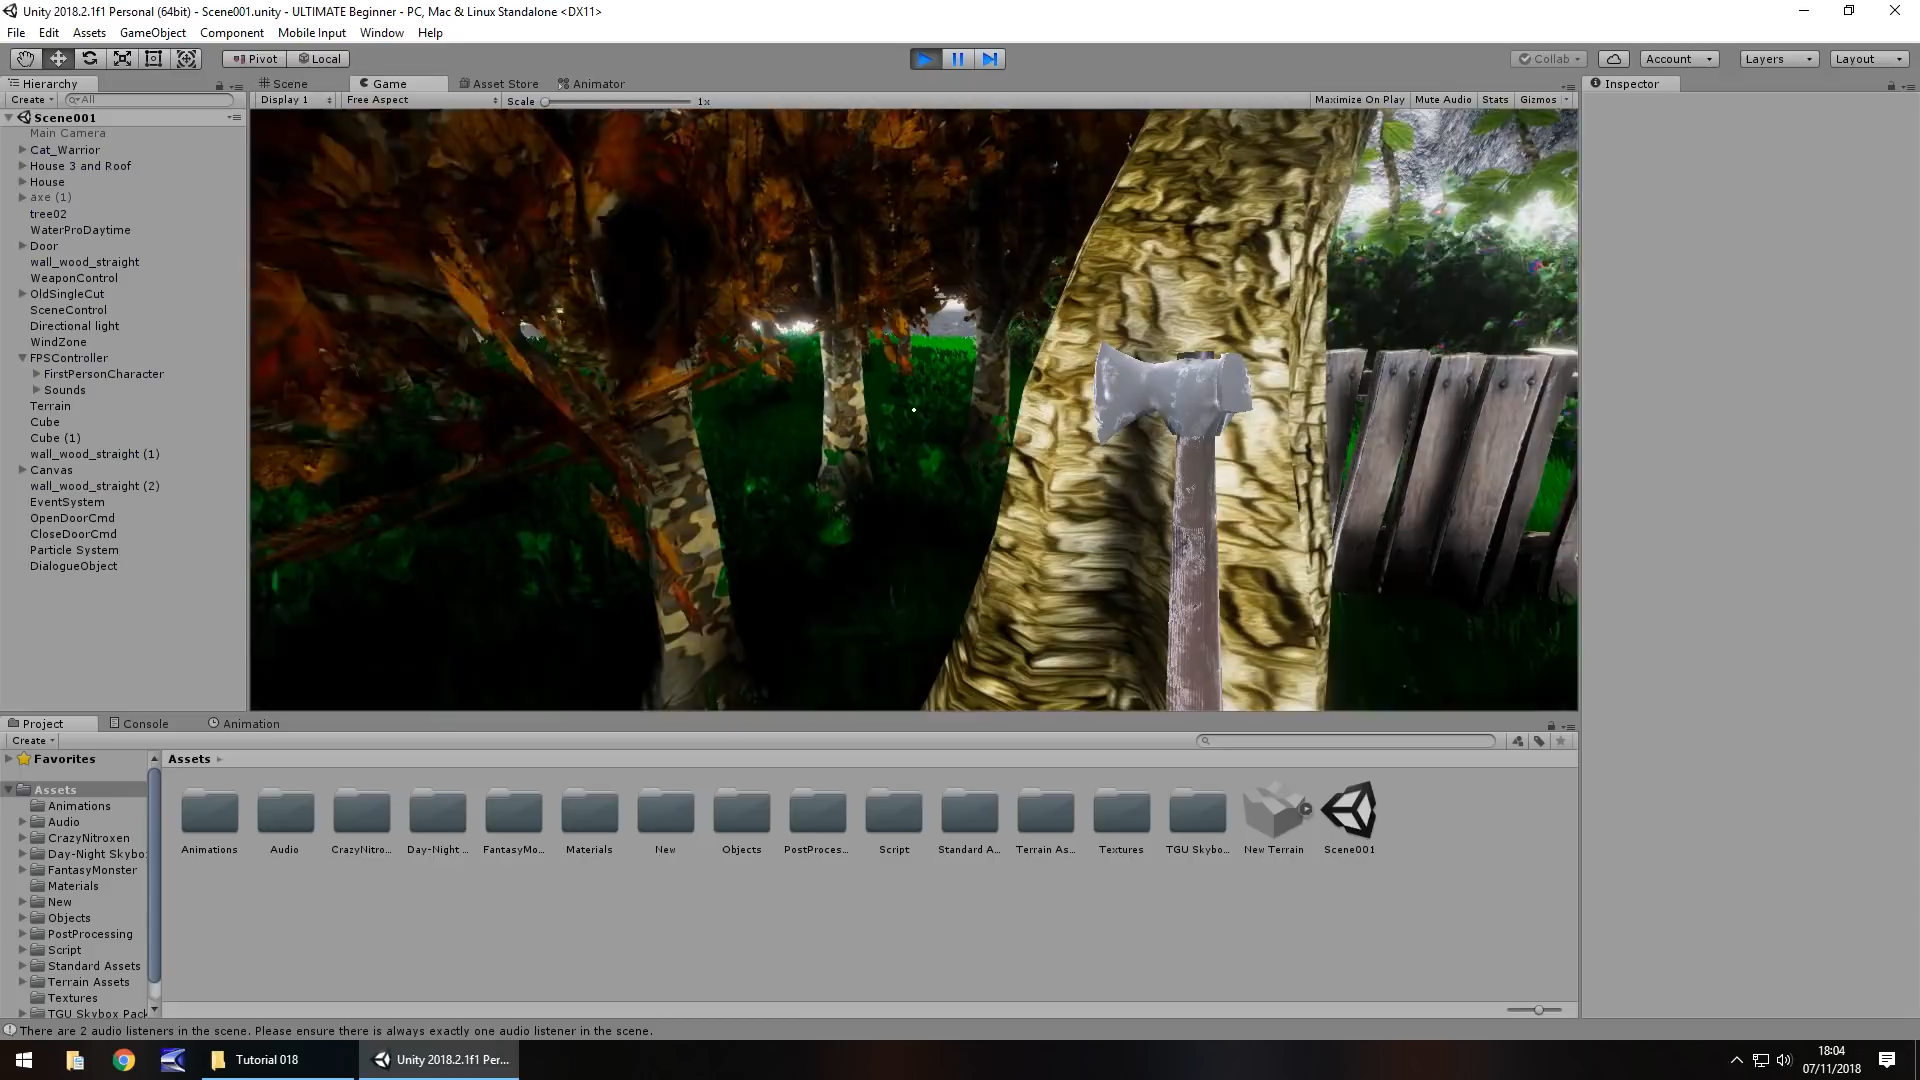 Unity 2018.2.1f1 Personal (64bit) - Scene001.unity - ULTIMATE Beginner - PC, Mac & Linux Standalone <DX11>
File Edit Assets GameObject Component Mobile Input Window Help
Pivot Local Collab Account Layers Layout
Hierarchy Scene Game Asset Store Animator Inspector
Create All Display 1 Free Aspect Scale 1x Maximize On Play Mute Audio Stats Gizmos
Scene001
Main Camera
Cat_Warrior
House 3 and Roof
House
axe (1)
tree02
WaterProDaytime
Door
wall_wood_straight
WeaponControl
OldSingleCut
SceneControl
Directional light
WindZone
FPSController
FirstPersonCharacter
Sounds
Terrain
Cube
Cube (1)
wall_wood_straight (1)
Canvas
wall_wood_straight (2)
EventSystem
OpenDoorCmd
CloseDoorCmd
Particle System
DialogueObject
Project Console Animation
Create
Favorites
Assets
Animations
Audio
CrazyNitroxen
Day-Night Skybo
FantasyMonster
Materials
New
Objects
PostProcessing
Script
Standard Assets
Terrain Assets
Textures
TGU Skybox Pack
Assets
Animations Audio CrazyNitro... Day-Night ... FantasyMo... Materials New Objects PostProces... Script Standard A... Terrain As... Textures TGU Skybo... New Terrain Scene001
There are 2 audio listeners in the scene. Please ensure there is always exactly one audio listener in the scene.
Tutorial 018 Unity 2018.2.1f1 Per...
18:04
07/11/2018